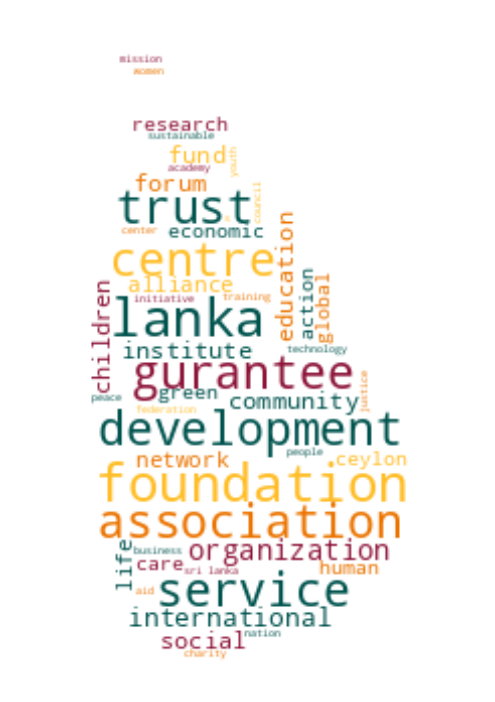 mission
women
research
sustainable
fund
youth
academy
forum
trust
council
center
economic
centre
education
alliance
children
initiative
training
action
global
lanka
institute
technology
gurantee
peace
green
community
justice
federation
development
people
network
ceylon
foundation
association
life
business
organization
care
sri lanka
human
aid
service
international
social
nation
charity